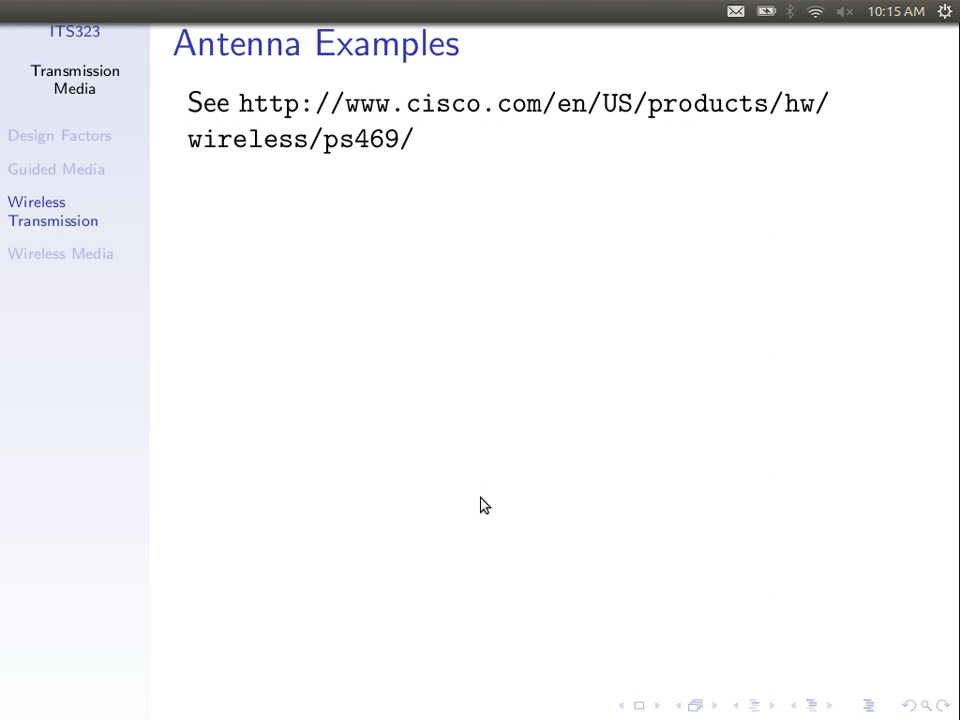 10:15 AM
ITS323
Transmission
Media
Design Factors
Guided Media
Wireless
Transmission
Wireless Media
Antenna Examples
See http://www.cisco.com/en/US/products/hw/
wireless/ps469/